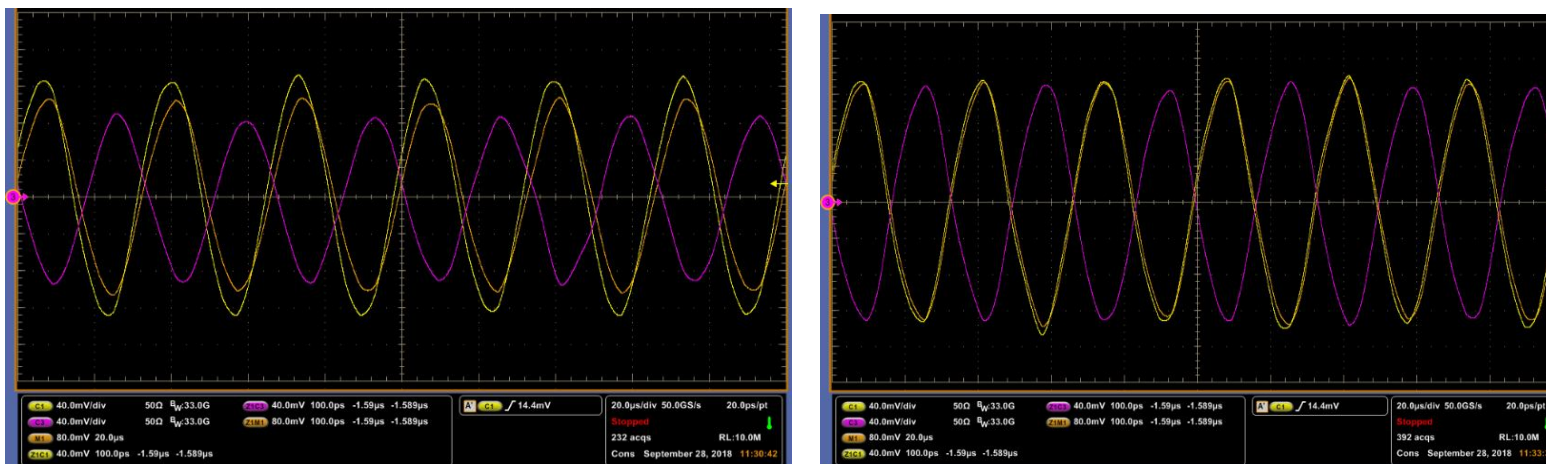 3
C1 40.0mV/div 50Ω BW:33.0G Z1C3 40.0mV 100.0ps -1.59µs -1.589µs
C3 40.0mV/div 50Ω BW:33.0G Z1M1 80.0mV 100.0ps -1.59µs -1.589µs
M1 80.0mV 20.0µs
Z1C1 40.0mV 100.0ps -1.59µs -1.589µs
A' C1 14.4mV
20.0µs/div 50.0GS/s 20.0ps/pt
Stopped
232 acqs RL:10.0M
Cons September 28, 2018 11:30:42
3
C1 40.0mV/div 50Ω BW:33.0G Z1C3 40.0mV 100.0ps -1.59µs -1.589µs
C3 40.0mV/div 50Ω BW:33.0G Z1M1 80.0mV 100.0ps -1.59µs -1.589µs
M1 80.0mV 20.0µs
Z1C1 40.0mV 100.0ps -1.59µs -1.589µs
A' C1 14.4mV
20.0µs/div 50.0GS/s 20.0ps/pt
Stopped
392 acqs RL:10.0M
Cons September 28, 2018 11:33: